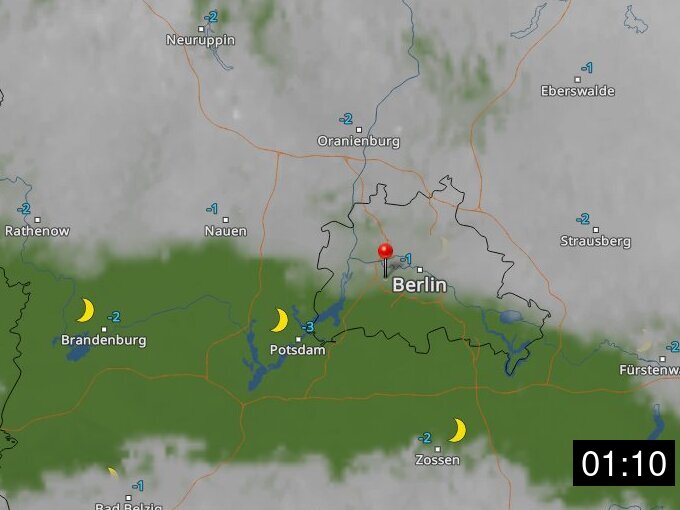 -2
Neuruppin
-1
Eberswalde
-2
Oranienburg
-2
Rathenow
-1
Nauen
-2
Strausberg
-1
Berlin
-2
Brandenburg
-3
Potsdam
-2
Fürstenwa
-2
Zossen
-1
Bad Belzig
01:10